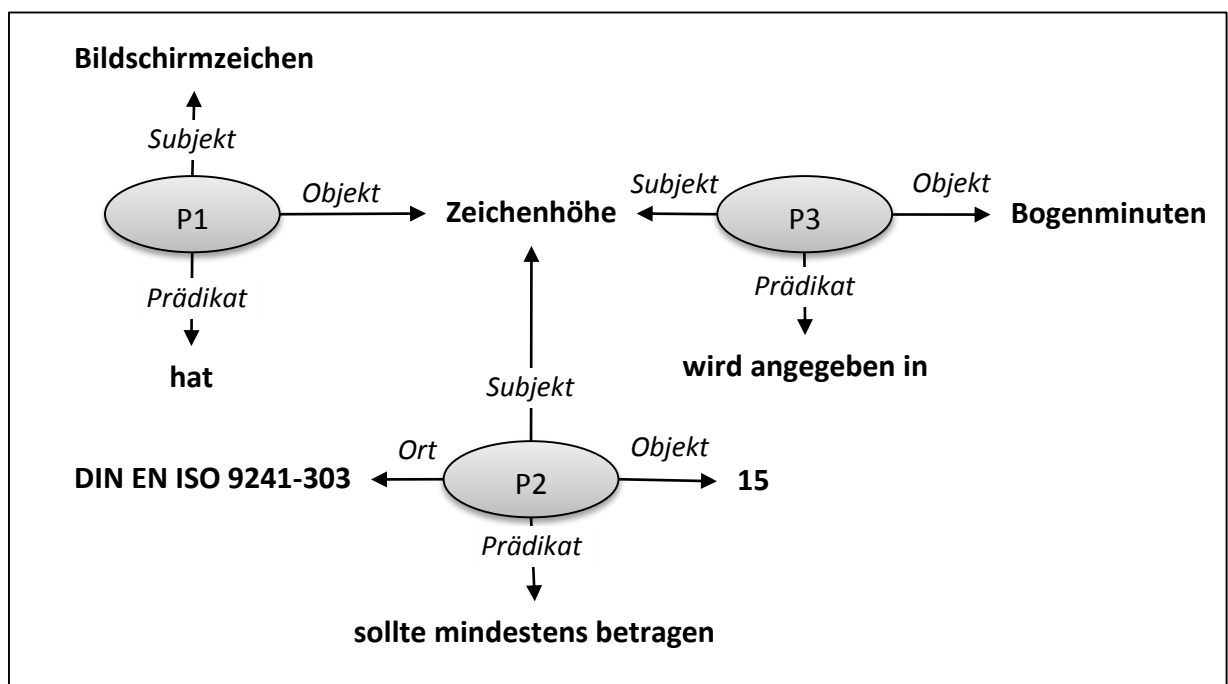 Bildschirmzeichen
Subjekt
P1
Objekt
Prädikat
hat
Zeichenhöhe
Subjekt
P3
Objekt
Bogenminuten
Prädikat
wird angegeben in
Subjekt
DIN EN ISO 9241-303
Ort
P2
Objekt
15
Prädikat
sollte mindestens betragen